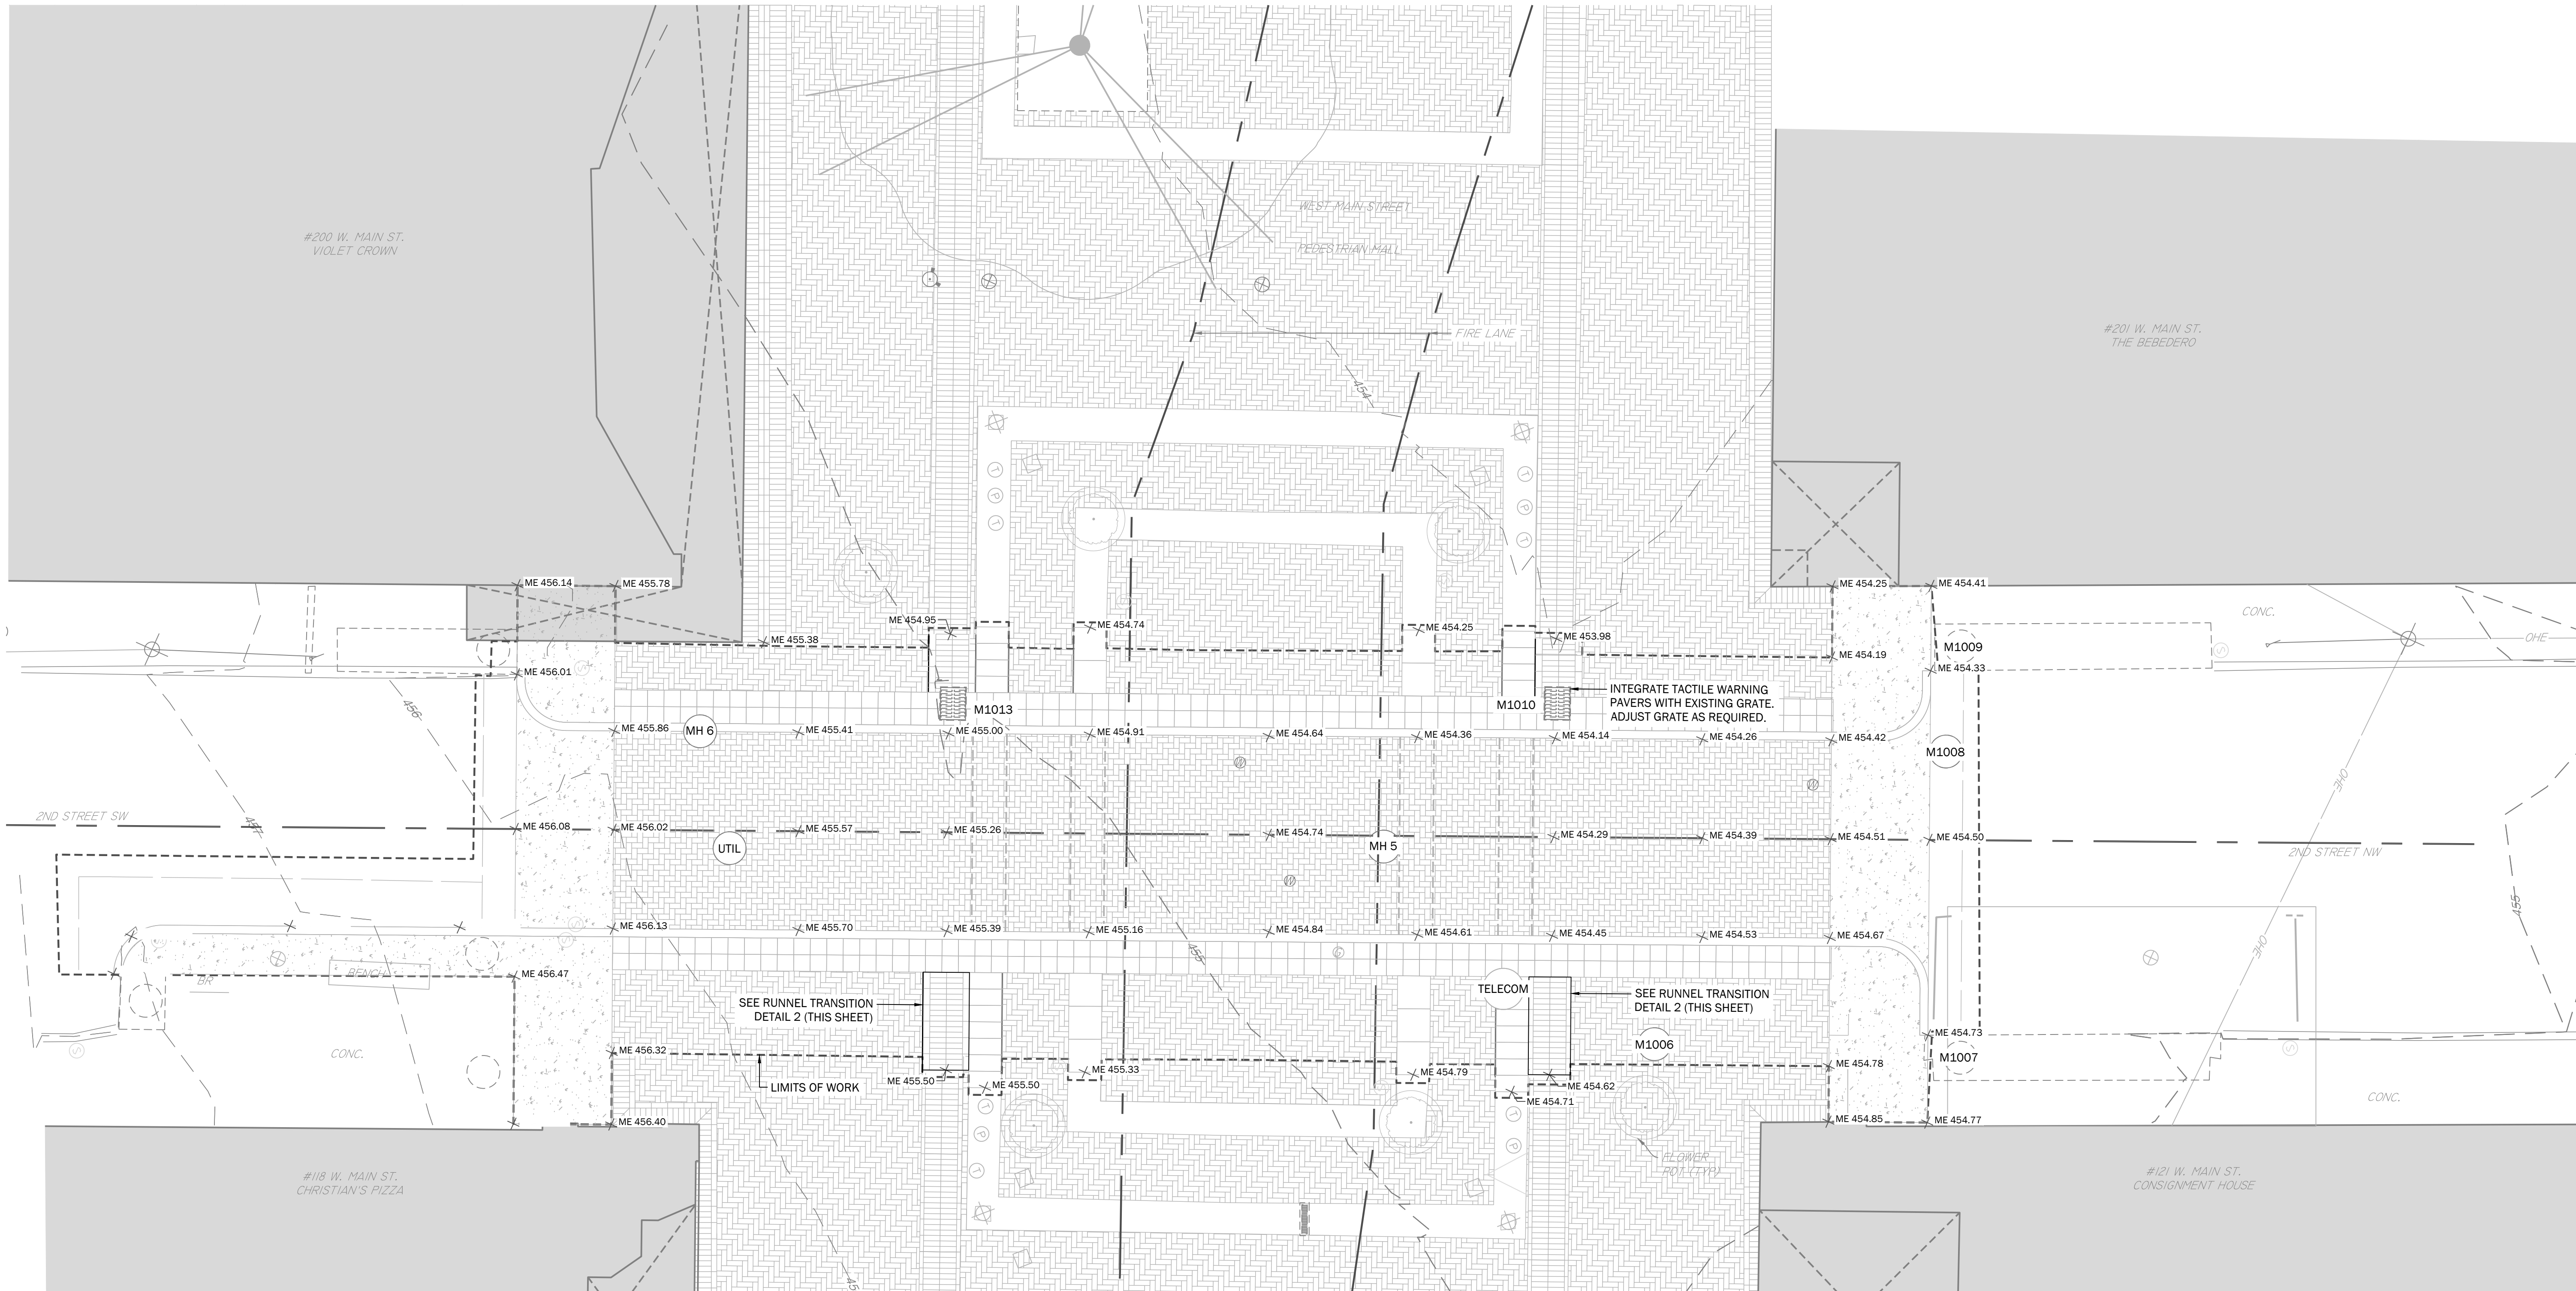 WEST MAIN STREET
#200 W. MAIN ST.
VIOLET CROWN
PEDESTRIAN MALL
#201 W. MAIN ST.
THE BEBEDERO
FIRE LANE
454
ME 456.14
ME 455.78
ME 454.25
ME 454.41
CONC.
T
P
T
T
P
T
ME 454.95
ME 454.74
ME 454.25
ME 453.98
ME 455.38
OHE
M1009
ME 454.19
ME 454.33
ME 456.01
S
S
INTEGRATE TACTILE WARNING
PAVERS WITH EXISTING GRATE.
ADJUST GRATE AS REQUIRED.
M1013
M1010
456
ME 455.86
MH 6
ME 455.41
ME 455.00
ME 454.91
ME 454.64
ME 454.36
ME 454.14
ME 454.26
ME 454.42
M1008
W
W
OHE
2ND STREET SW
457
ME 456.08
ME 456.02
ME 455.57
ME 455.26
ME 454.74
ME 454.29
ME 454.39
ME 454.51
ME 454.50
UTIL
MH 5
2ND STREET NW
W
455
ME 456.13
ME 455.70
ME 455.39
ME 455.16
ME 454.84
ME 454.61
ME 454.45
ME 454.53
ME 454.67
S
S
455
G
OHE
BENCH
BR
ME 456.47
TELECOM
SEE RUNNEL TRANSITION
DETAIL 2 (THIS SHEET)
SEE RUNNEL TRANSITION
DETAIL 2 (THIS SHEET)
ME 454.73
M1006
M1007
S
S
CONC.
ME 456.32
ME 454.78
LIMITS OF WORK
ME 455.50
ME 455.50
ME 455.33
ME 454.79
ME 454.62
ME 454.71
CONC.
ME 456.40
ME 454.85
ME 454.77
T
P
T
T
P
FLOWER
POT (TYP)
#118 W. MAIN ST.
CHRISTIAN'S PIZZA
#121 W. MAIN ST.
CONSIGNMENT HOUSE